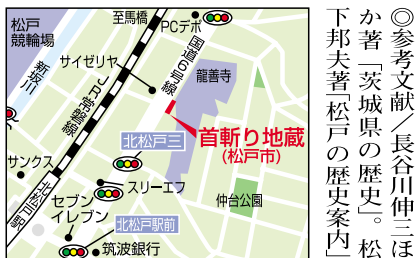 ◎参考文献／長谷川伸三ほ
か著「茨城県の歴史」。松
下邦夫著「松戸の歴史案内」
至馬橋
PCデポ
松戸
競輪場
新坂川
国道6号線
サイゼリヤ
JR常磐線
龍善寺
首斬り地蔵
(松戸市)
北松戸三
サンクス
スリーエフ
北松戸駅
セブン
イレブン
仲台公園
北松戸駅前
筑波銀行